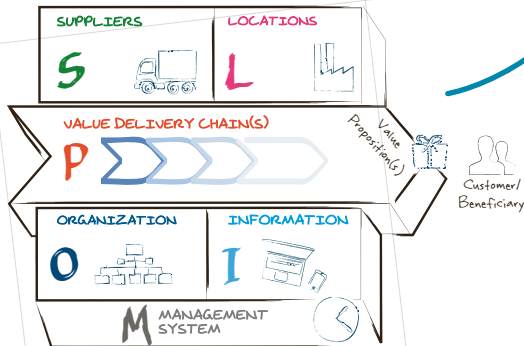 SUPPLIERS
LOCATIONS
S
L
VALUE DELIVERY CHAIN(S)
P
Value
Proposition(s)
Customer/
Beneficiary
ORGANIZATION
INFORMATION
O
I
M MANAGEMENT
SYSTEM